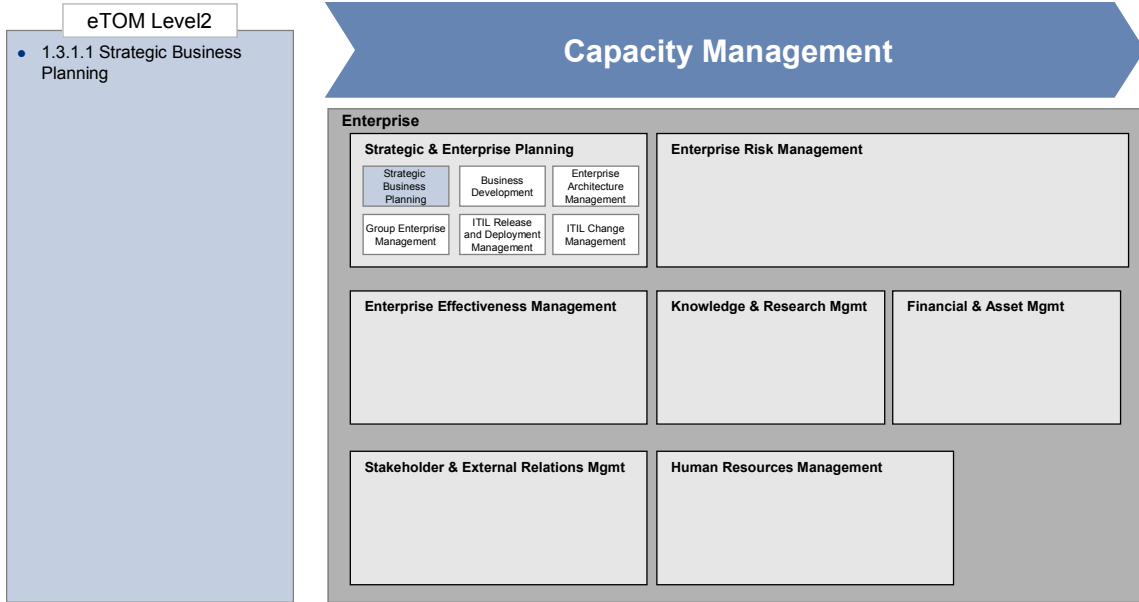 eTOM Level2
• 1.3.1.1 Strategic Business
Planning
Capacity Management
Enterprise
Strategic & Enterprise Planning
Strategic
Business
Planning
Business
Development
Enterprise
Architecture
Management
Group Enterprise
Management
ITIL Release
and Deployment
Management
ITIL Change
Management
Enterprise Risk Management
Enterprise Effectiveness Management
Knowledge & Research Mgmt
Financial & Asset Mgmt
Stakeholder & External Relations Mgmt
Human Resources Management